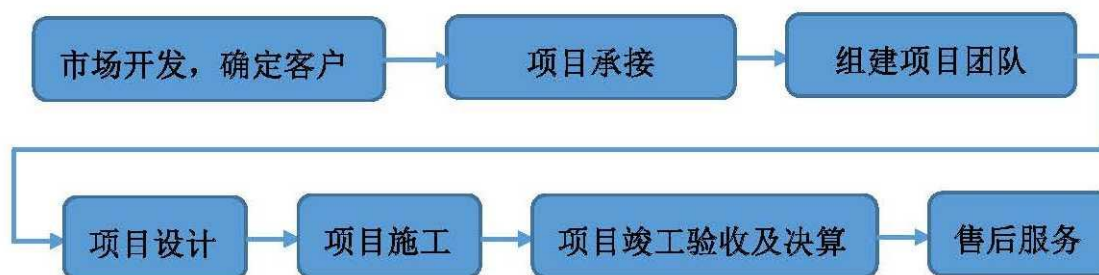 市场开发，确定客户
项目承接
组建项目团队
项目设计
项目施工
项目竣工验收及决算
售后服务